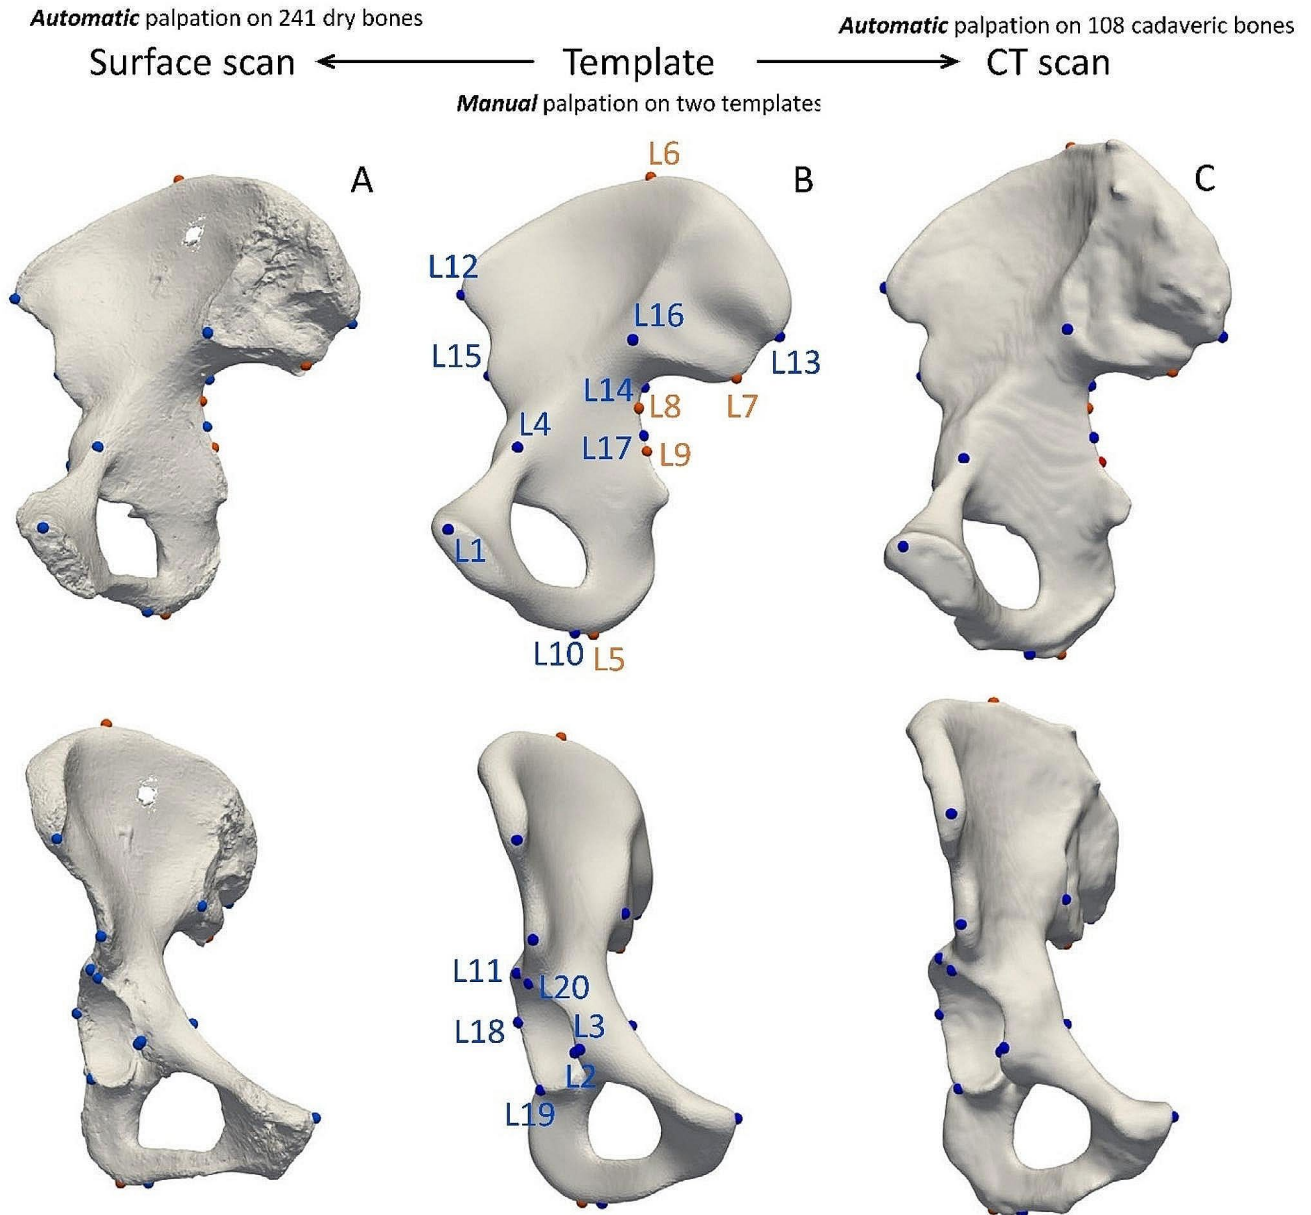 Automatic palpation on 241 dry bones
Automatic palpation on 108 cadaveric bones
Surface scan
Template
CT scan
Manual palpation on two templates
A
L6
B
C
L12
L16
L15
L13
L14
L8
L7
L4
L17
L9
L1
L10
L5
L11
L20
L18
L3
L2
L19